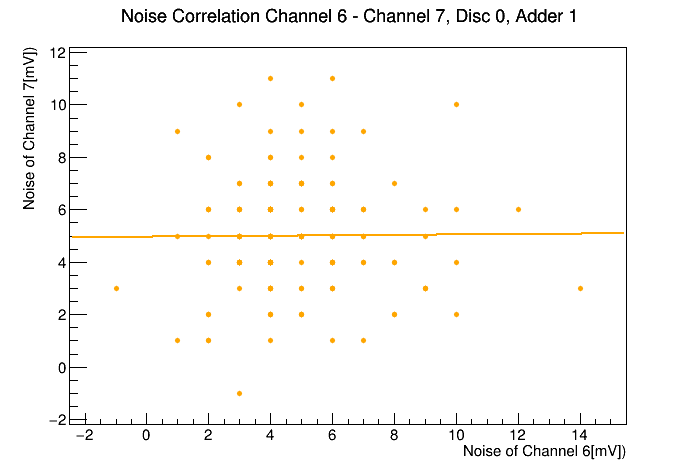 Noise Correlation Channel 6 - Channel 7, Disc 0, Adder 1
Noise of Channel 7[mV])
12
10
8
6
4
2
0
−2
−2 0 2 4 6 8 10 12 14
Noise of Channel 6[mV])